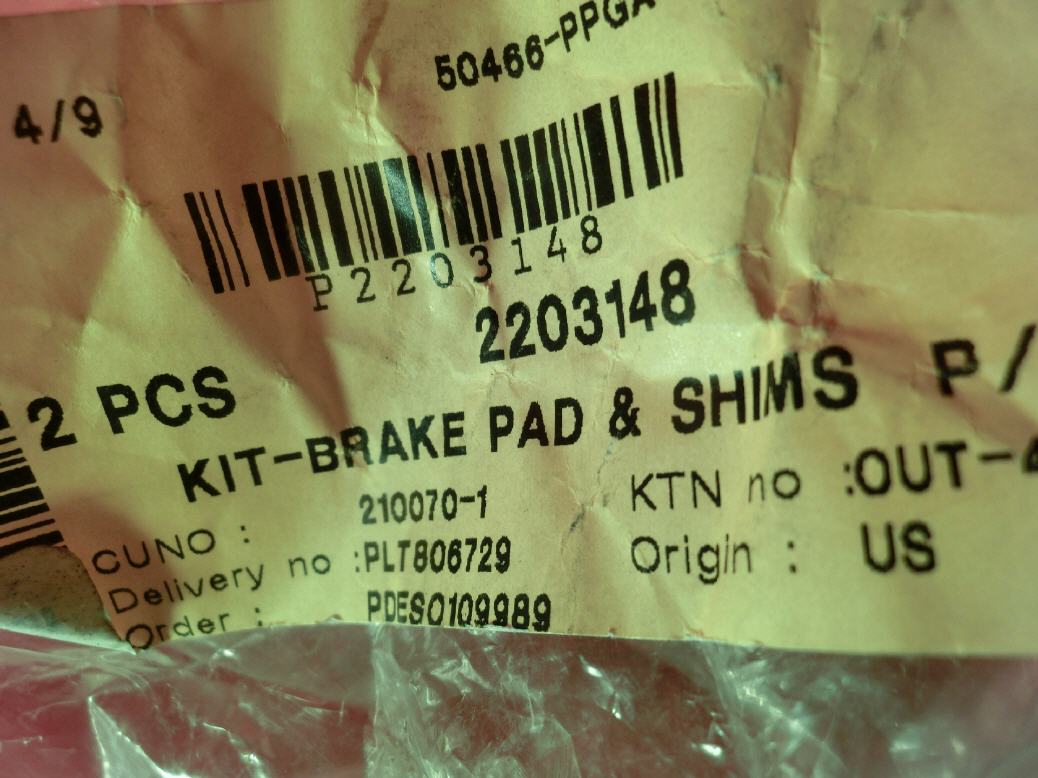 50466-PPGA
4/9
P2203148
2203148
2 PCS
KIT-BRAKE PAD & SHIMS P/
CUNO : 210070-1 KTN no :OUT-4
Delivery no :PLT806729 Origin : US
Order : PDES0109989